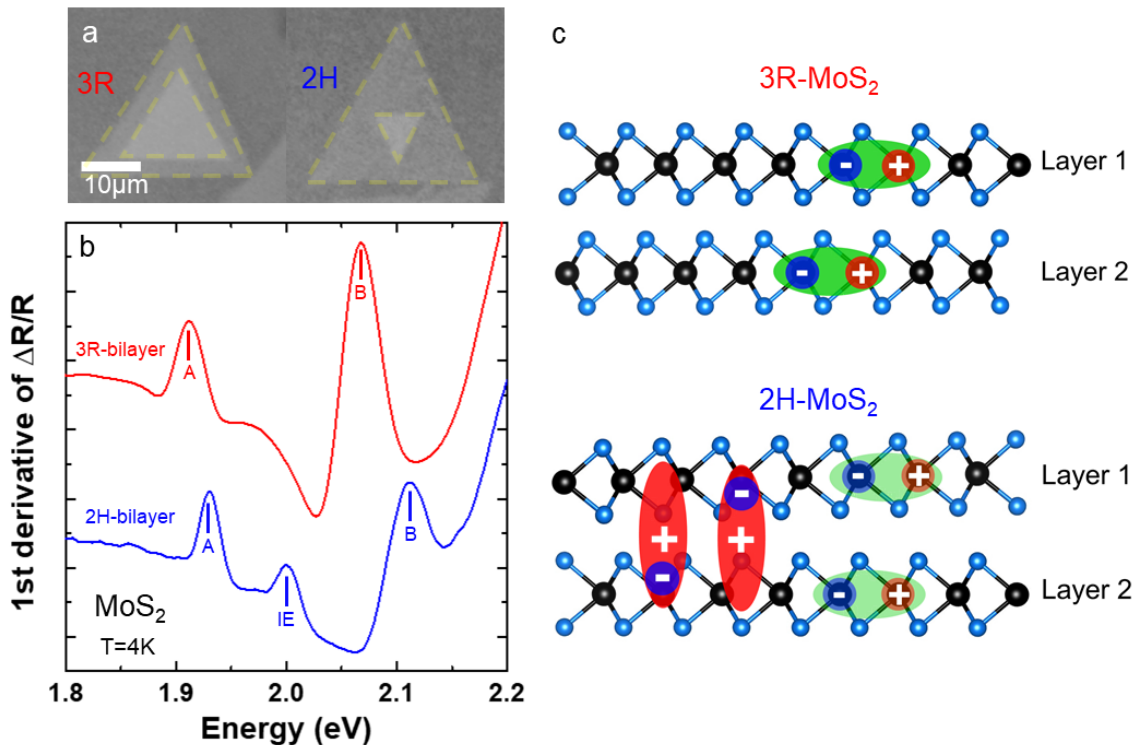 a
3R
2H
10μm
b
1st derivative of ΔR/R
3R-bilayer
A
B
2H-bilayer
A
IE
B
MoS₂
T=4K
1.8 1.9 2.0 2.1 2.2
Energy (eV)
c
3R-MoS₂
- +
Layer 1
- +
Layer 2
2H-MoS₂
- +
Layer 1
-
+ +
-
- +
Layer 2